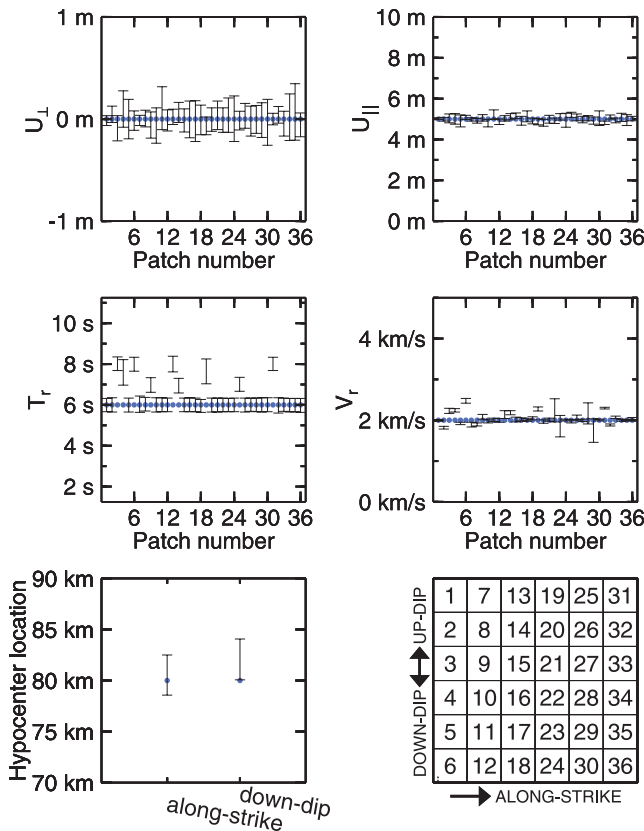 1 m
0 m
-1 m
U⊥
6 12 18 24 30 36
Patch number
10 m
8 m
6 m
4 m
2 m
0 m
U||
6 12 18 24 30 36
Patch number
10 s
8 s
6 s
4 s
2 s
Tr
6 12 18 24 30 36
Patch number
4 km/s
2 km/s
0 km/s
Vr
6 12 18 24 30 36
Patch number
90 km
85 km
80 km
75 km
70 km
Hypocenter location
along-strike
down-dip
1 7 13 19 25 31
2 8 14 20 26 32
3 9 15 21 27 33
4 10 16 22 28 34
5 11 17 23 29 35
6 12 18 24 30 36
UP-DIP
DOWN-DIP
ALONG-STRIKE